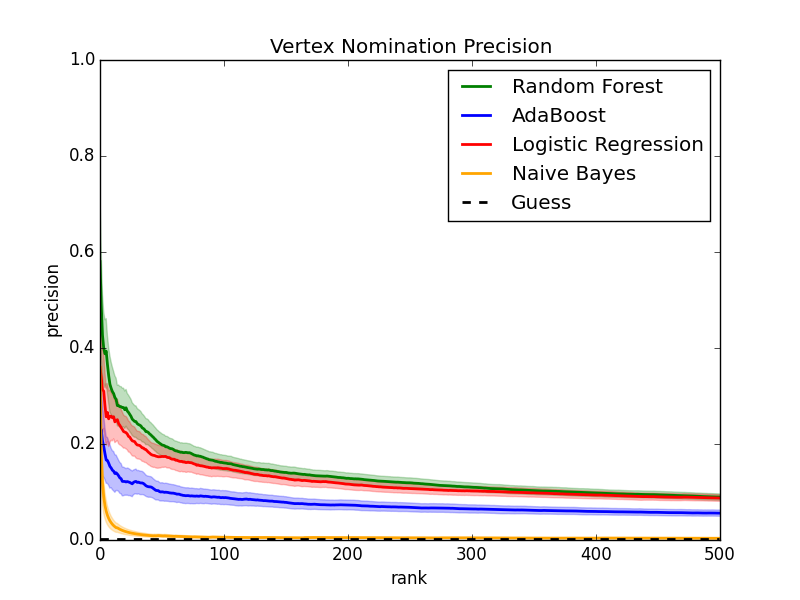 Vertex Nomination Precision
1.0
0.8
0.6
0.4
0.2
0.0
precision
Random Forest
AdaBoost
Logistic Regression
Naive Bayes
Guess
0 100 200 300 400 500
rank